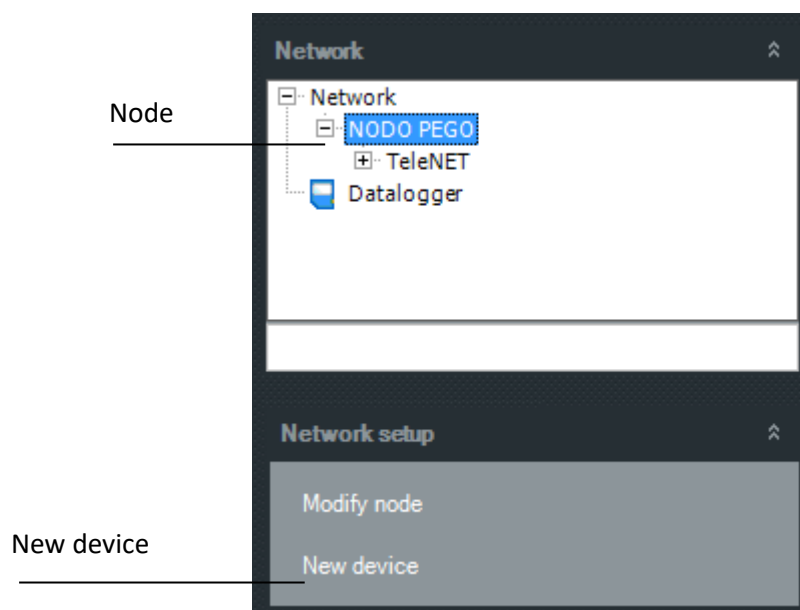 Network
Network
Node
NODO PEGO
TeleNET
Datalogger
Network setup
Modify node
New device
New device